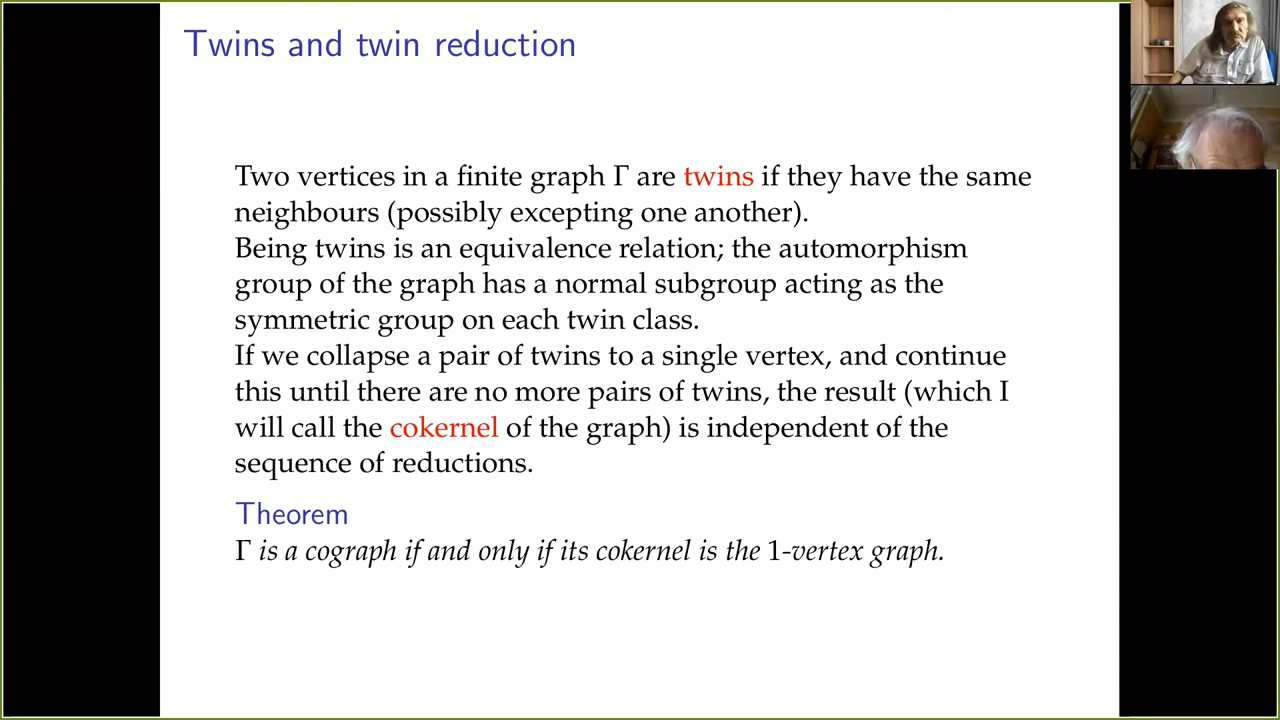 Twins and twin reduction
Two vertices in a finite graph Γ are twins if they have the same
neighbours (possibly excepting one another).
Being twins is an equivalence relation; the automorphism
group of the graph has a normal subgroup acting as the
symmetric group on each twin class.
If we collapse a pair of twins to a single vertex, and continue
this until there are no more pairs of twins, the result (which I
will call the cokernel of the graph) is independent of the
sequence of reductions.
Theorem
Γ is a cograph if and only if its cokernel is the 1-vertex graph.